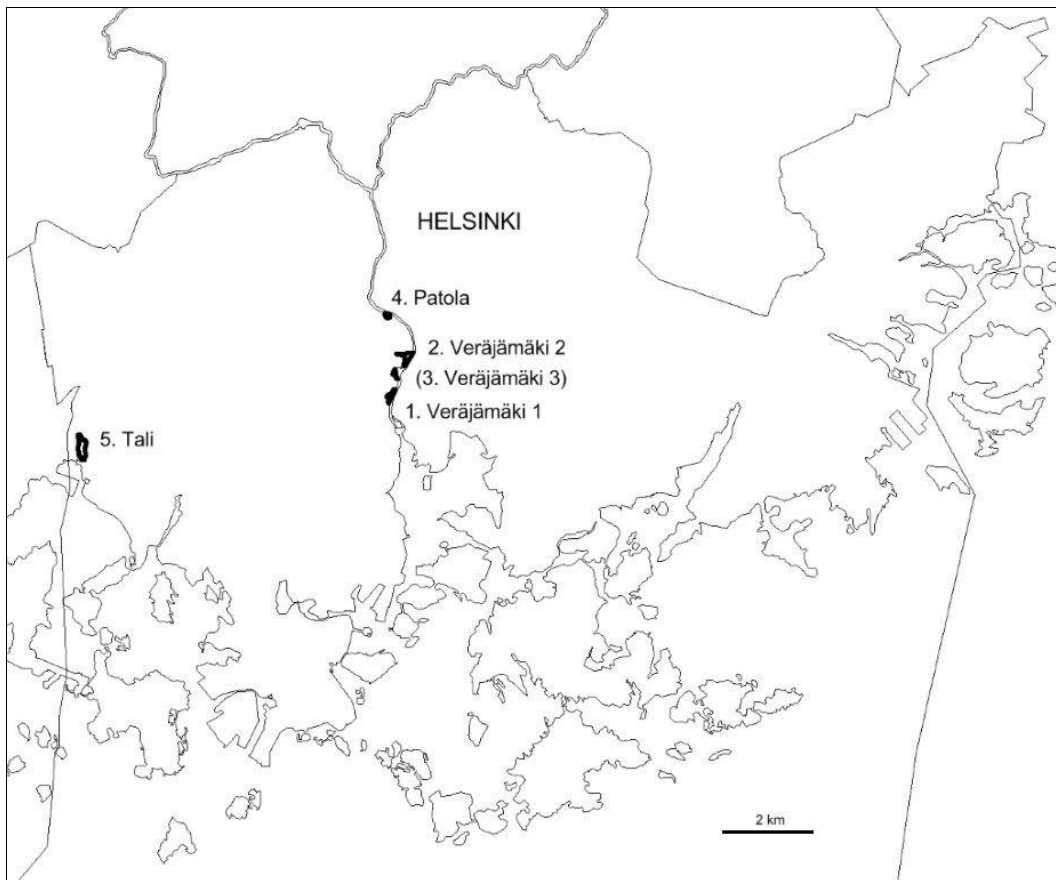 HELSINKI
4. Patola
2. Veräjämäki 2
(3. Veräjämäki 3)
1. Veräjämäki 1
5. Tali
2 km